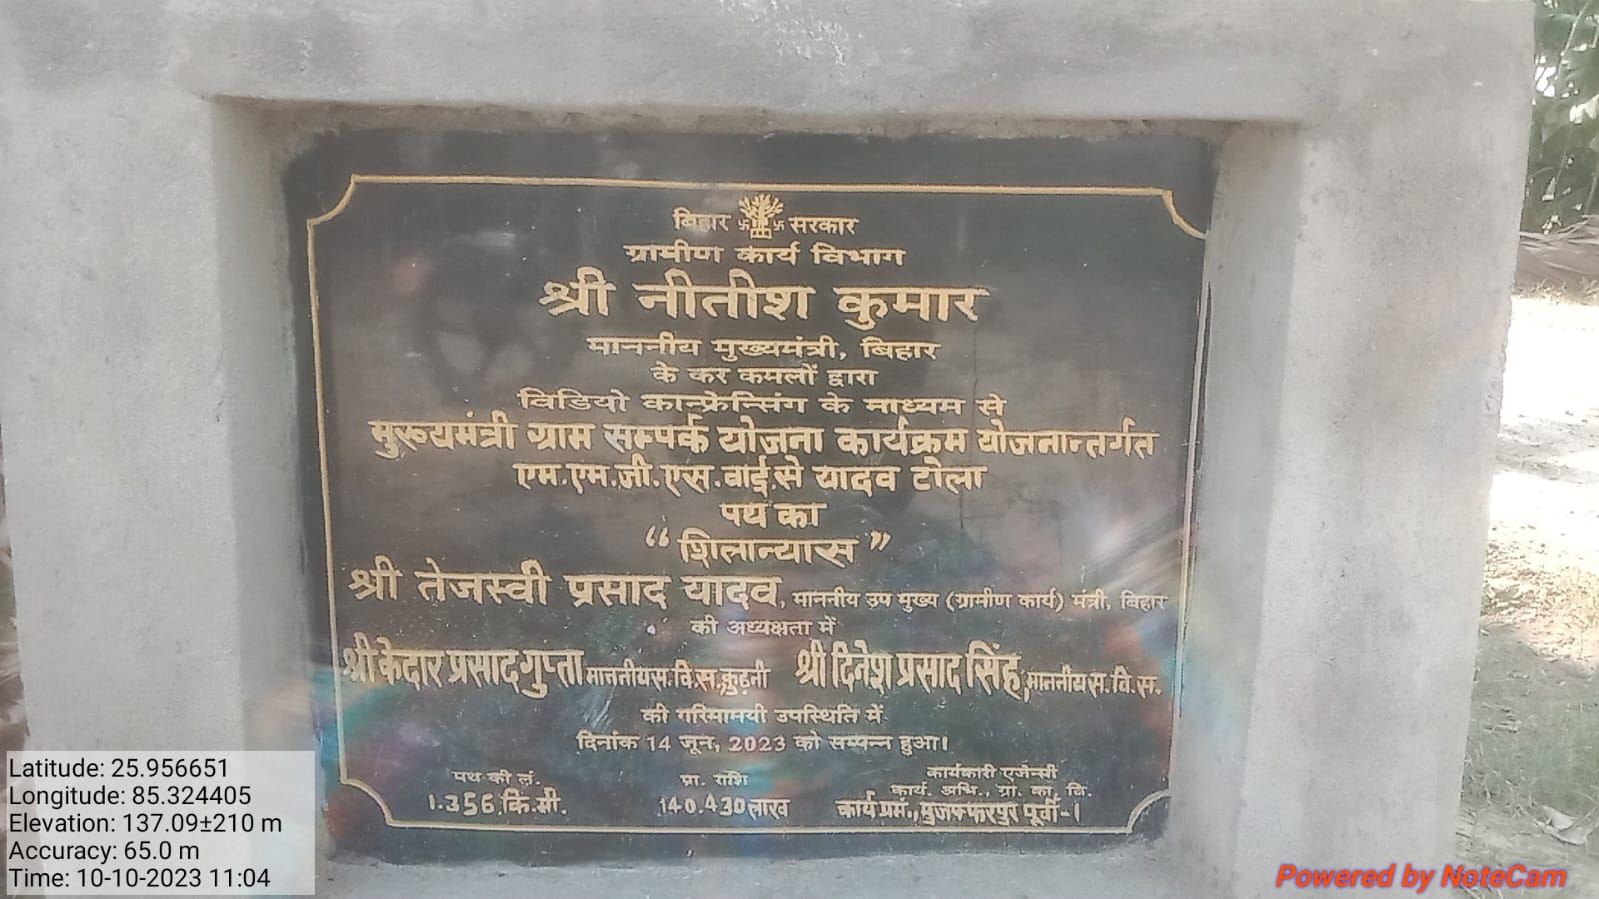 बिहार सरकार
ग्रामीण कार्य विभाग
श्री नीतीश कुमार
माननीय मुख्यमंत्री, बिहार
के कर कमलों द्वारा
विडियो कान्फ्रेन्सिंग के माध्यम से
मुख्यमंत्री ग्राम सम्पर्क योजना कार्यक्रम योजनान्तर्गत
एम.एम.जी.एस.वाई.से यादव टोला
पथ का
“शिलान्यास”
श्री तेजस्वी प्रसाद यादव, माननीय उप मुख्य (ग्रामीण कार्य) मंत्री, बिहार
की अध्यक्षता में
श्री केदार प्रसाद गुप्ता माननीय स.वि.स.,कुढ़नी श्री दिनेश प्रसाद सिंह, माननीय स.वि.स.
की गरिमामयी उपस्थिति में
दिनांक 14 जून, 2023 को सम्पन्न हुआ।
पथ की लं. प्रा. राशि कार्यकारी एजेन्सी
कार्य. अभि., ग्रा. का. वि.
1.356 कि.मी. 140.430 लाख कार्य प्रमं., मुजफ्फरपुर पूर्वी-1
Latitude: 25.956651
Longitude: 85.324405
Elevation: 137.09±210 m
Accuracy: 65.0 m
Time: 10-10-2023 11:04
Powered by NoteCam